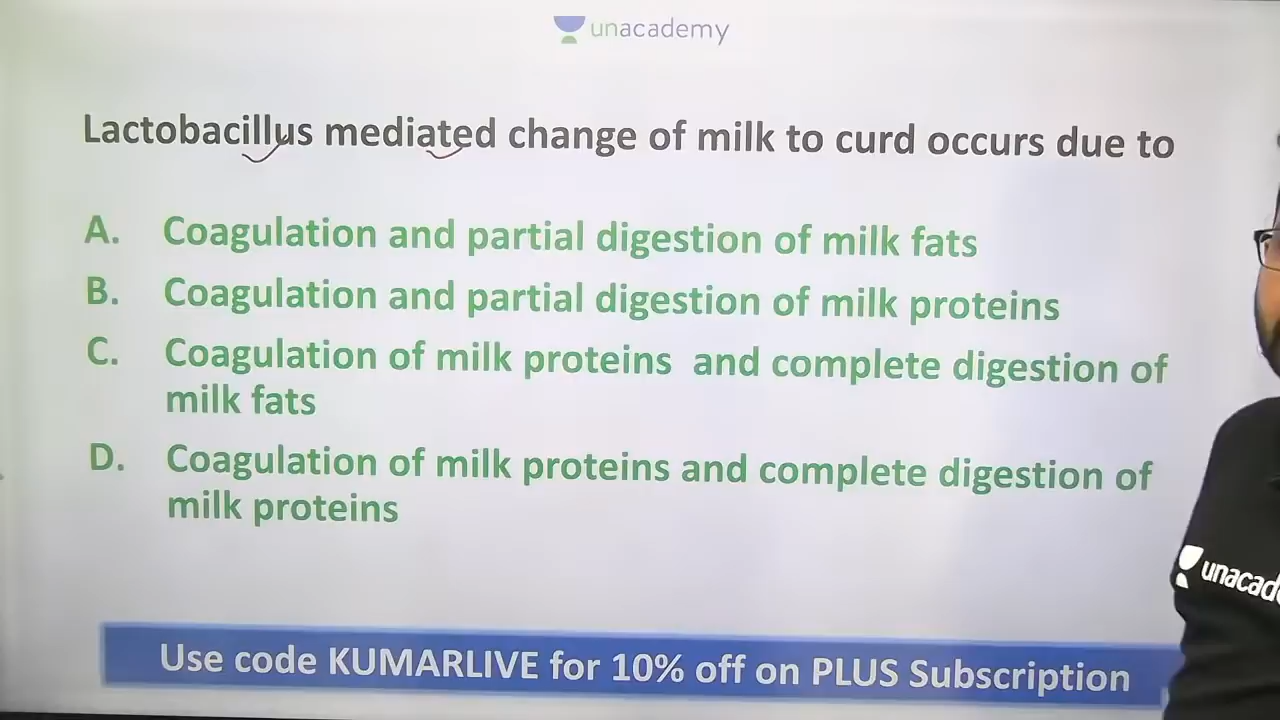 unacademy
Lactobacillus mediated change of milk to curd occurs due to
A. Coagulation and partial digestion of milk fats
B. Coagulation and partial digestion of milk proteins
C. Coagulation of milk proteins and complete digestion of
milk fats
D. Coagulation of milk proteins and complete digestion of
milk proteins
unacade
Use code KUMARLIVE for 10% off on PLUS Subscription